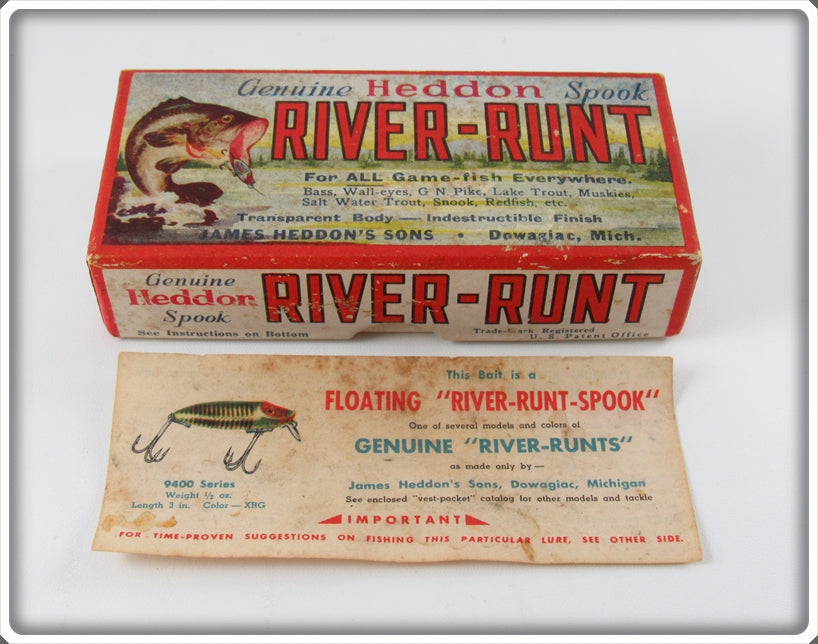 Genuine Heddon Spook
RIVER-RUNT
For ALL Game-fish Everywhere.
Bass, Wall-eyes, G. N. Pike, Lake Trout, Muskies,
Salt Water Trout, Snook, Redfish, etc.
Transparent Body — Indestructible Finish
JAMES HEDDON'S SONS • Dowagiac, Mich.
Genuine
Heddon
Spook
RIVER-RUNT
See Instructions on Bottom
Trade-Mark Registered
U. S. Patent Office
This Bait is a
FLOATING "RIVER-RUNT-SPOOK"
One of several models and colors of
GENUINE "RIVER-RUNTS"
as made only by —
James Heddon's Sons, Dowagiac, Michigan
See enclosed "vest-pocket" catalog for other models and tackle
9400 Series
Weight ½ oz.
Length 3 in. Color — XRG
IMPORTANT
FOR TIME-PROVEN SUGGESTIONS ON FISHING THIS PARTICULAR LURE, SEE OTHER SIDE.